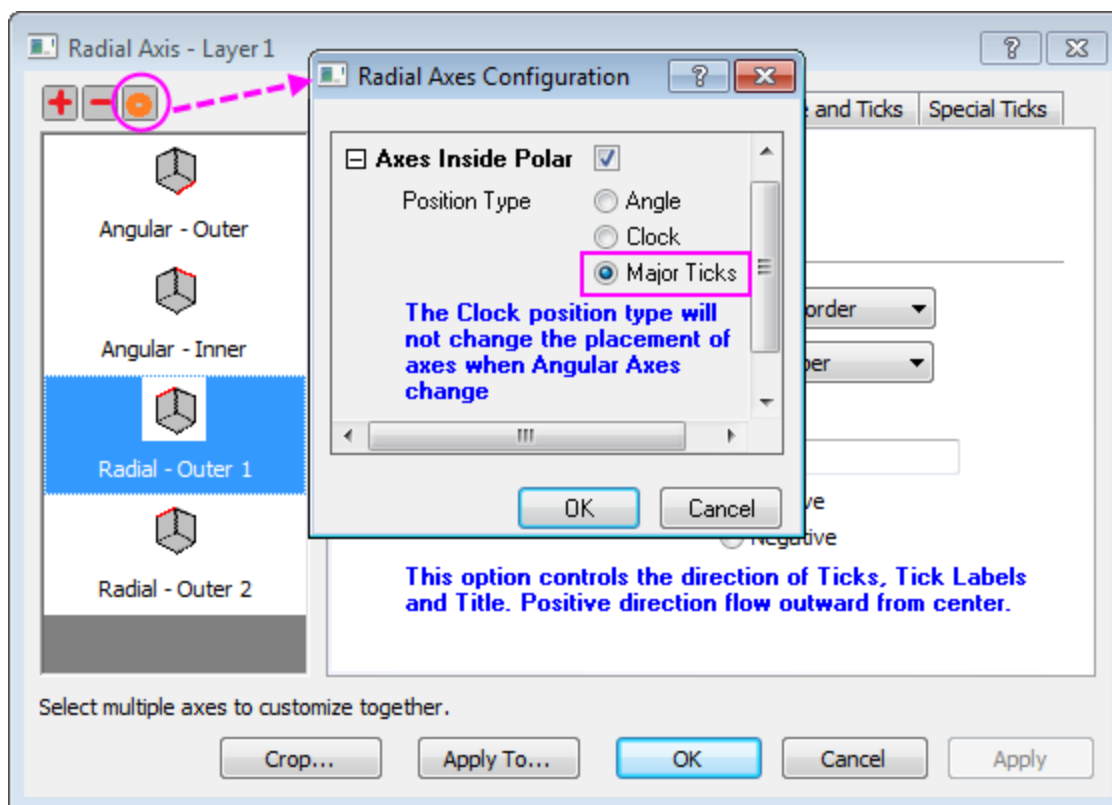 Radial Axis - Layer 1
Radial Axes Configuration
and Ticks
Special Ticks
Axes Inside Polar
Position Type
Angle
Clock
Major Ticks
The Clock position type will
not change the placement of
axes when Angular Axes
change
OK
Cancel
Angular - Outer
Angular - Inner
Radial - Outer 1
Radial - Outer 2
This option controls the direction of Ticks, Tick Labels
and Title. Positive direction flow outward from center.
Select multiple axes to customize together.
Crop...
Apply To...
OK
Cancel
Apply